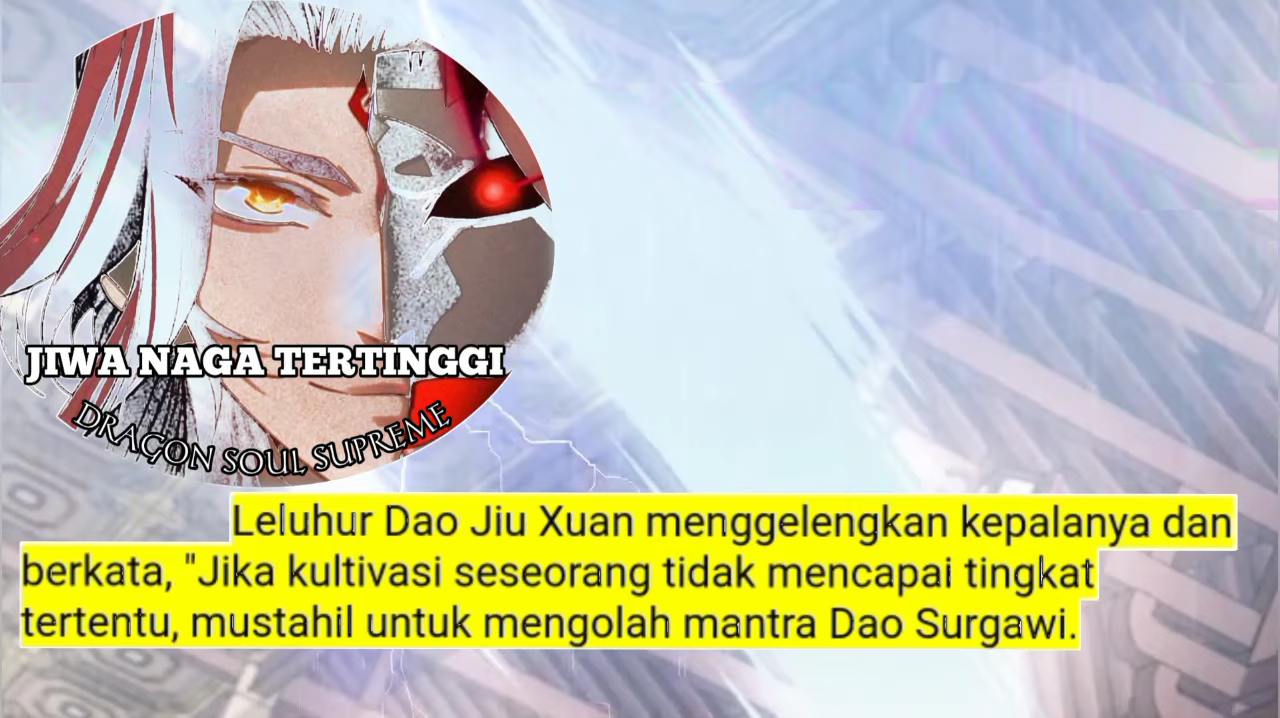 JIWA NAGA TERTINGGI
DRAGON SOUL SUPREME
Leluhur Dao Jiu Xuan menggelengkan kepalanya dan
berkata, "Jika kultivasi seseorang tidak mencapai tingkat
tertentu, mustahil untuk mengolah mantra Dao Surgawi.